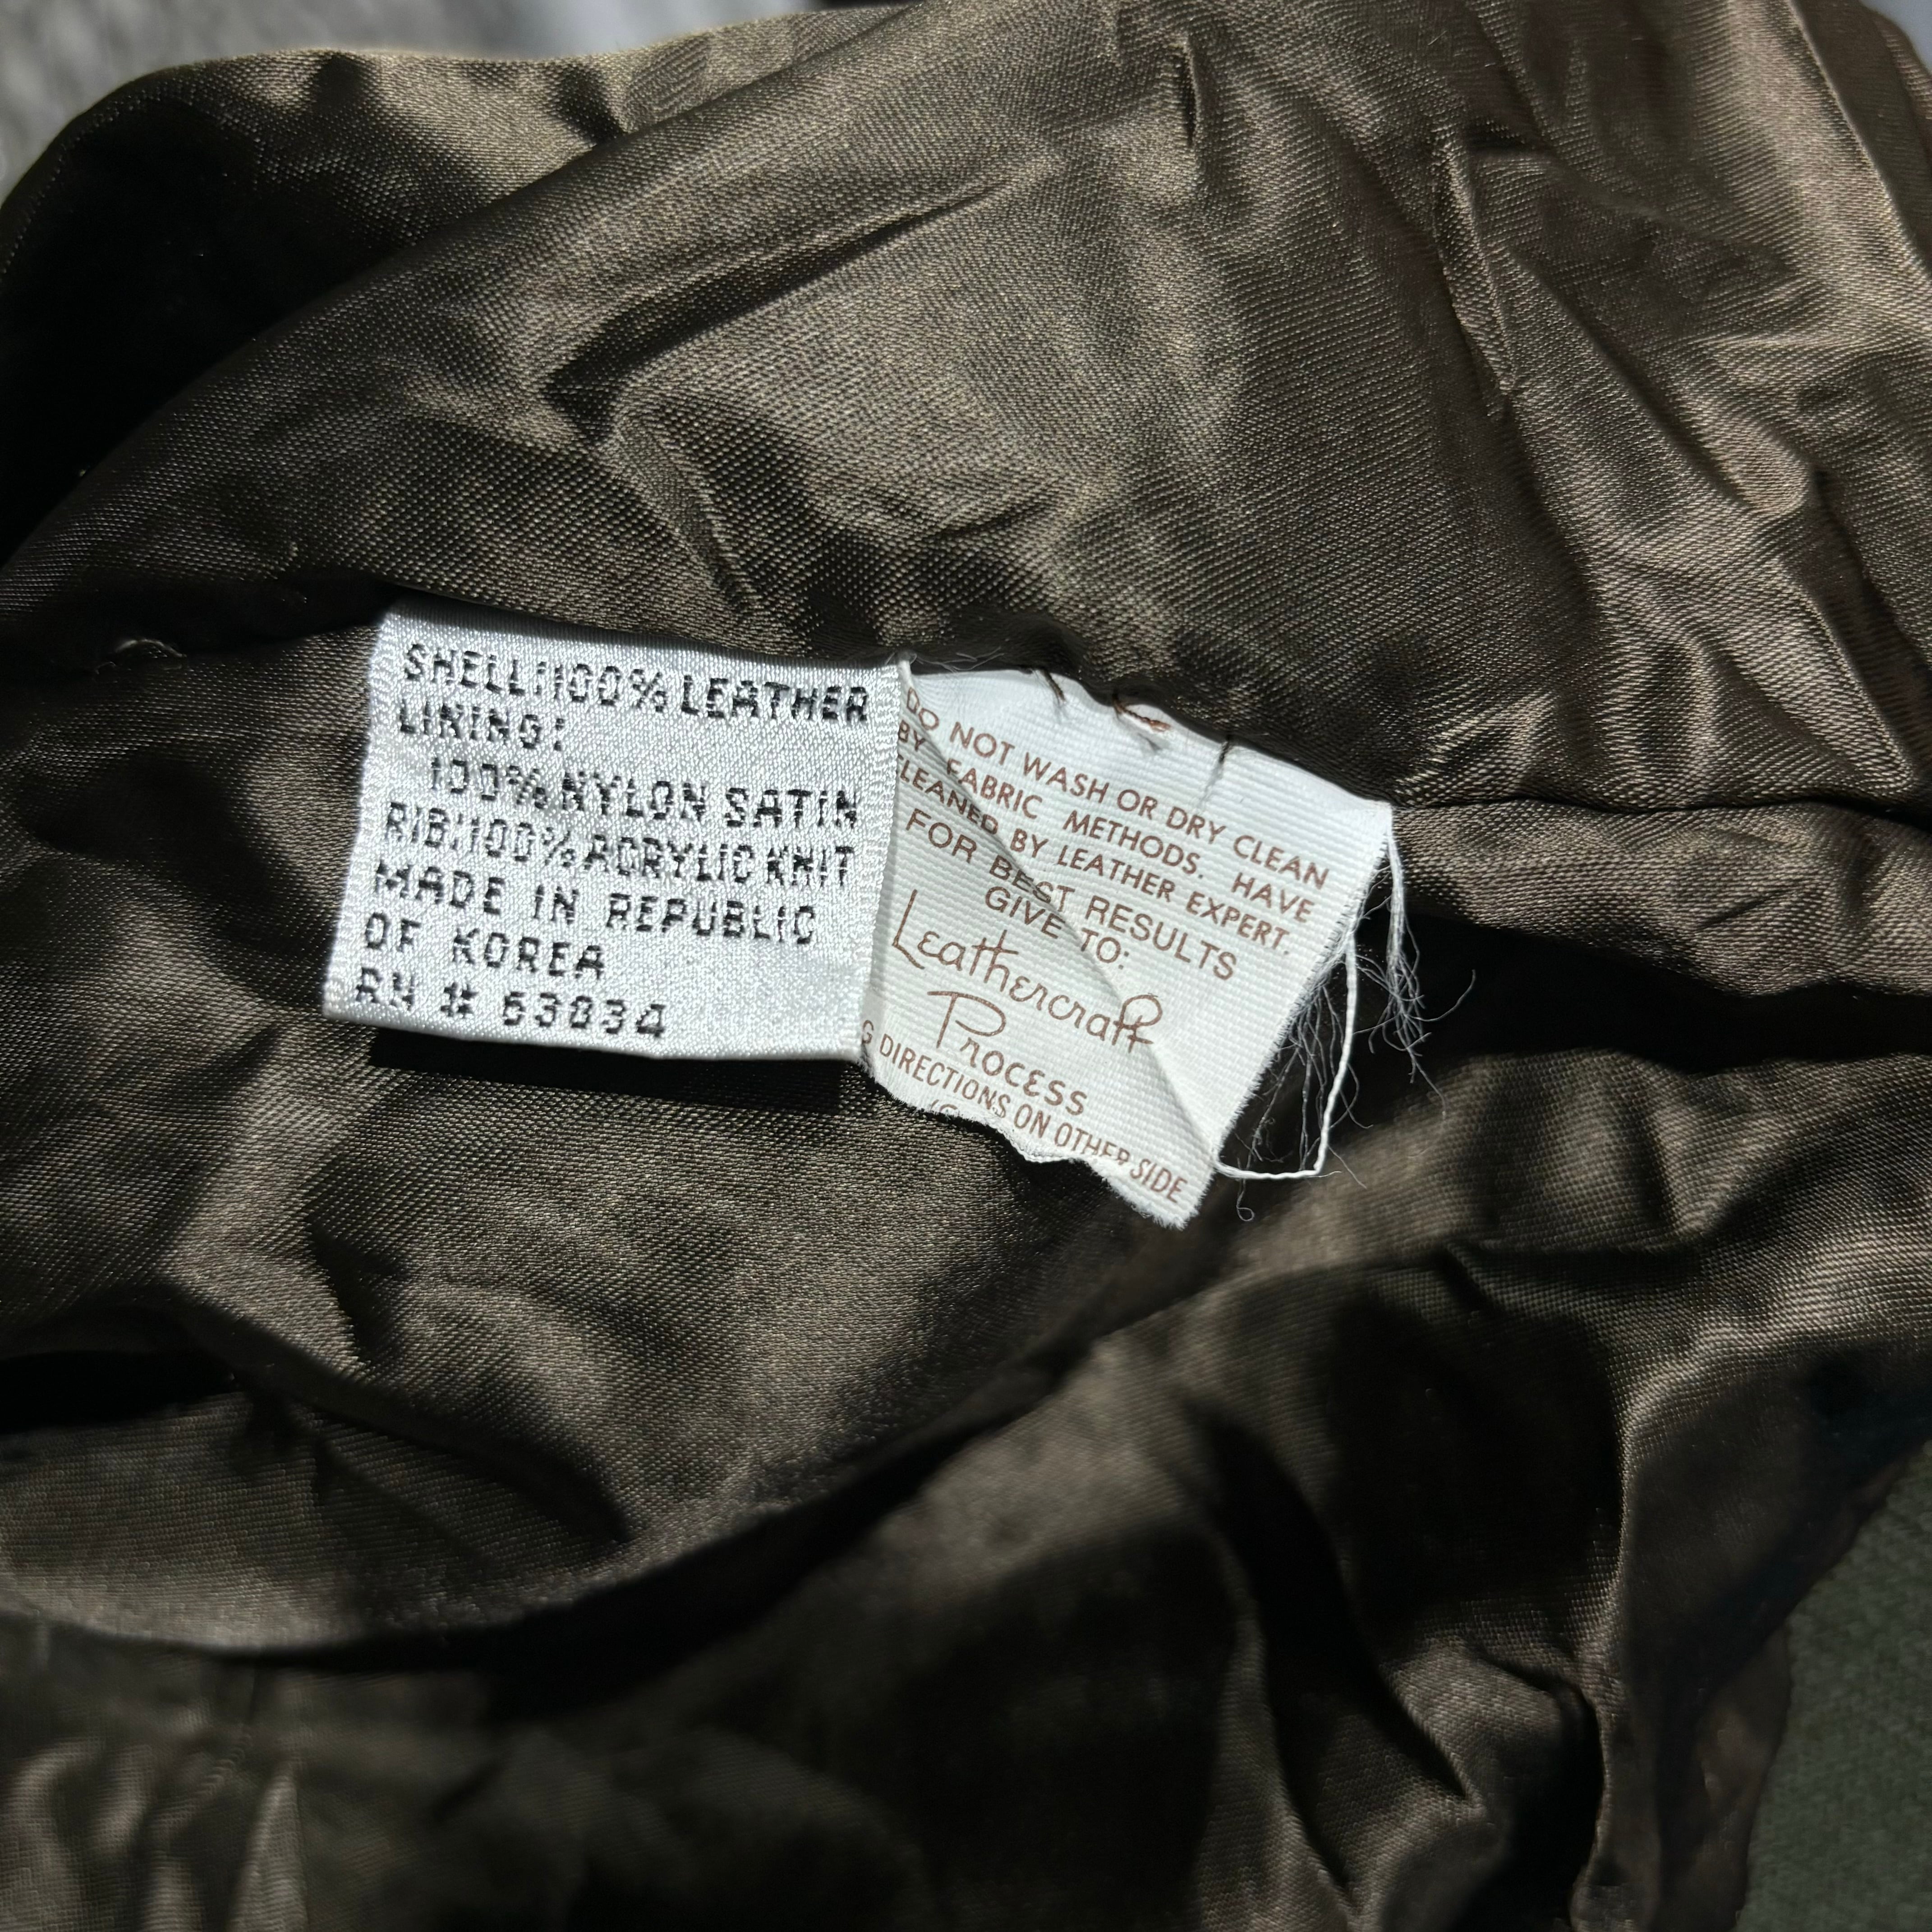 SHELL:100% LEATHER
LINING:
100% NYLON SATIN
RIB:100% ACRYLIC KNIT
MADE IN REPUBLIC
OF KOREA
RN # 63834
DO NOT WASH OR DRY CLEAN
BY FABRIC METHODS. HAVE
CLEANED BY LEATHER EXPERT.
FOR BEST RESULTS
GIVE TO:
Leathercraft
Process
DIRECTIONS ON OTHER SIDE